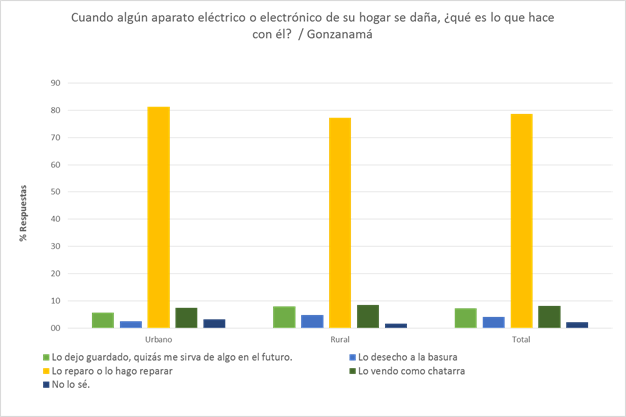 Cuando algún aparato eléctrico o electrónico de su hogar se daña, ¿qué es lo que hace
con él? / Gonzanamá
90
80
70
60
50
40
30
20
10
00
% Respuestas
Urbano Rural Total
Lo dejo guardado, quizás me sirva de algo en el futuro. Lo desecho a la basura
Lo reparo o lo hago reparar Lo vendo como chatarra
No lo sé.